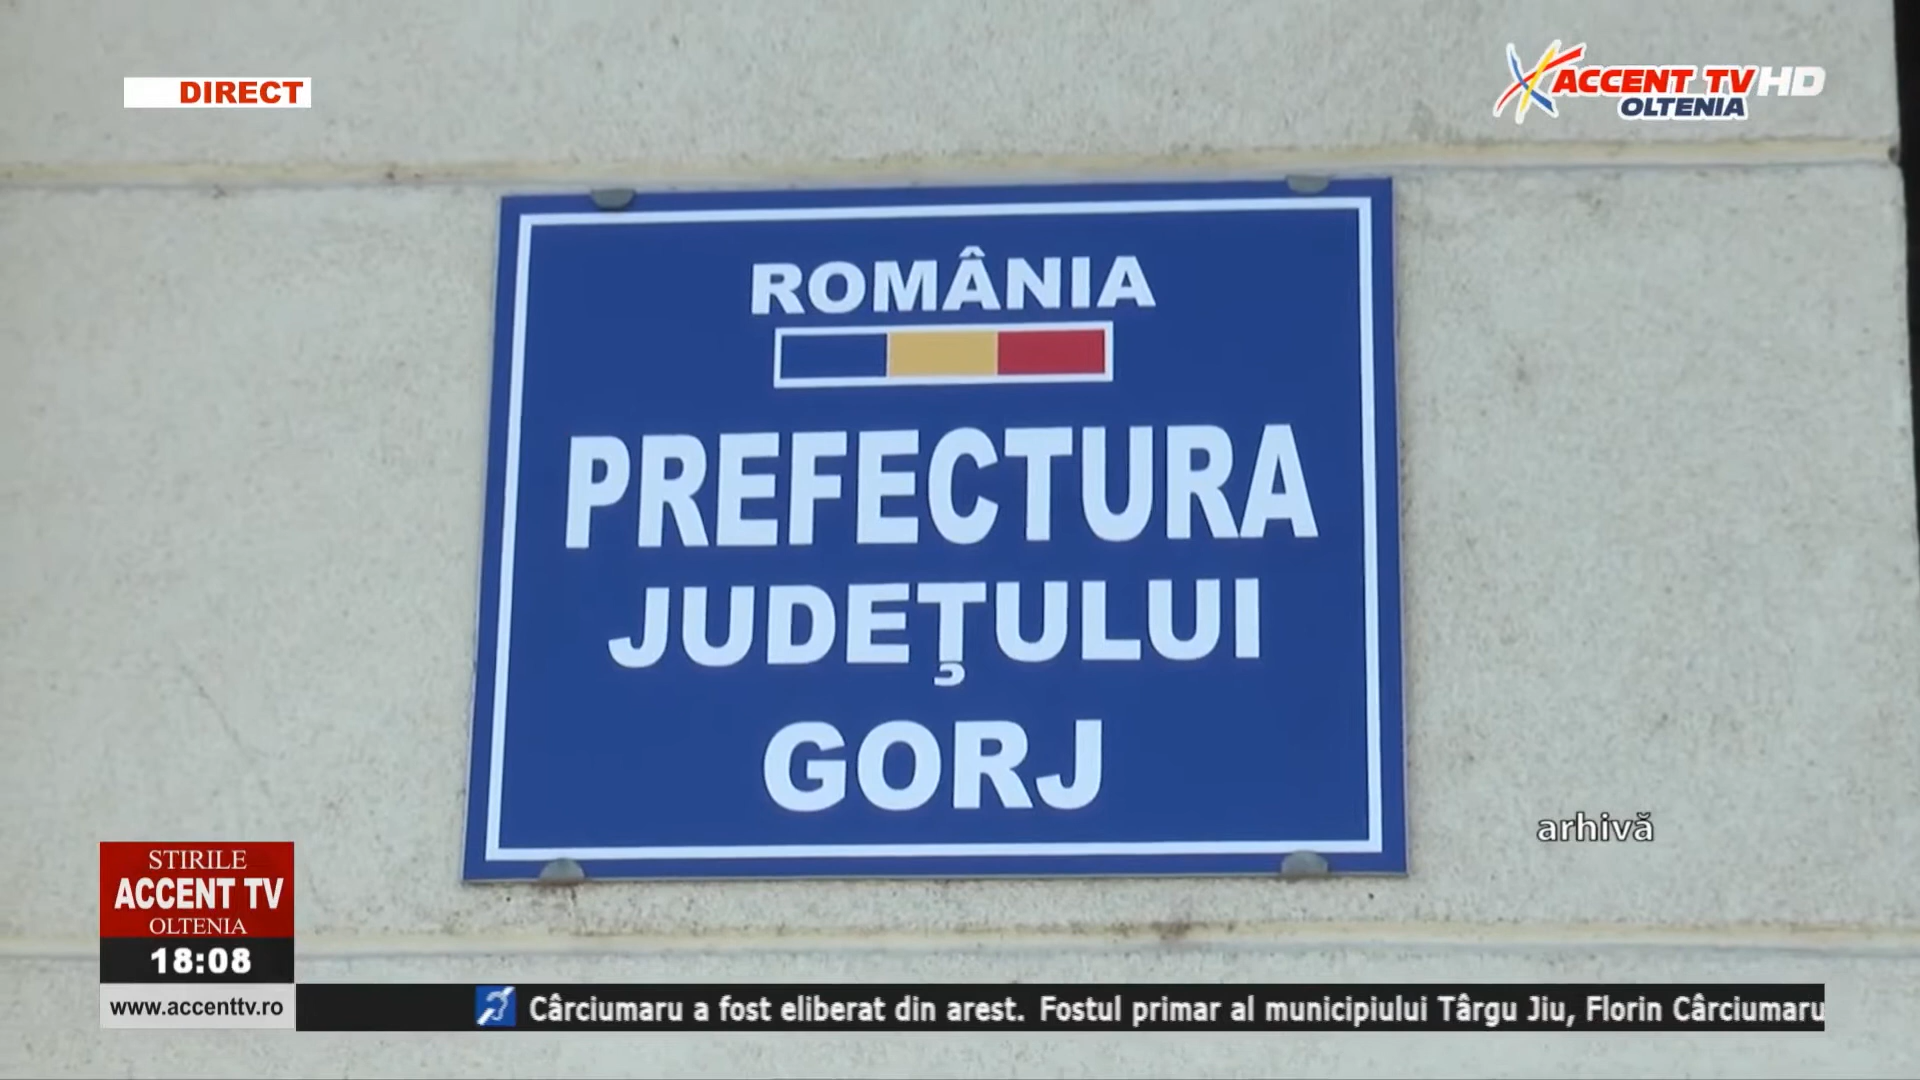 DIRECT
ACCENT TV HD
OLTENIA
ROMÂNIA
PREFECTURA
JUDEŢULUI
GORJ
arhivă
STIRILE
ACCENT TV
OLTENIA
18:08
www.accenttv.ro
Cârciumaru a fost eliberat din arest. Fostul primar al municipiului Târgu Jiu, Florin Cârciumaru